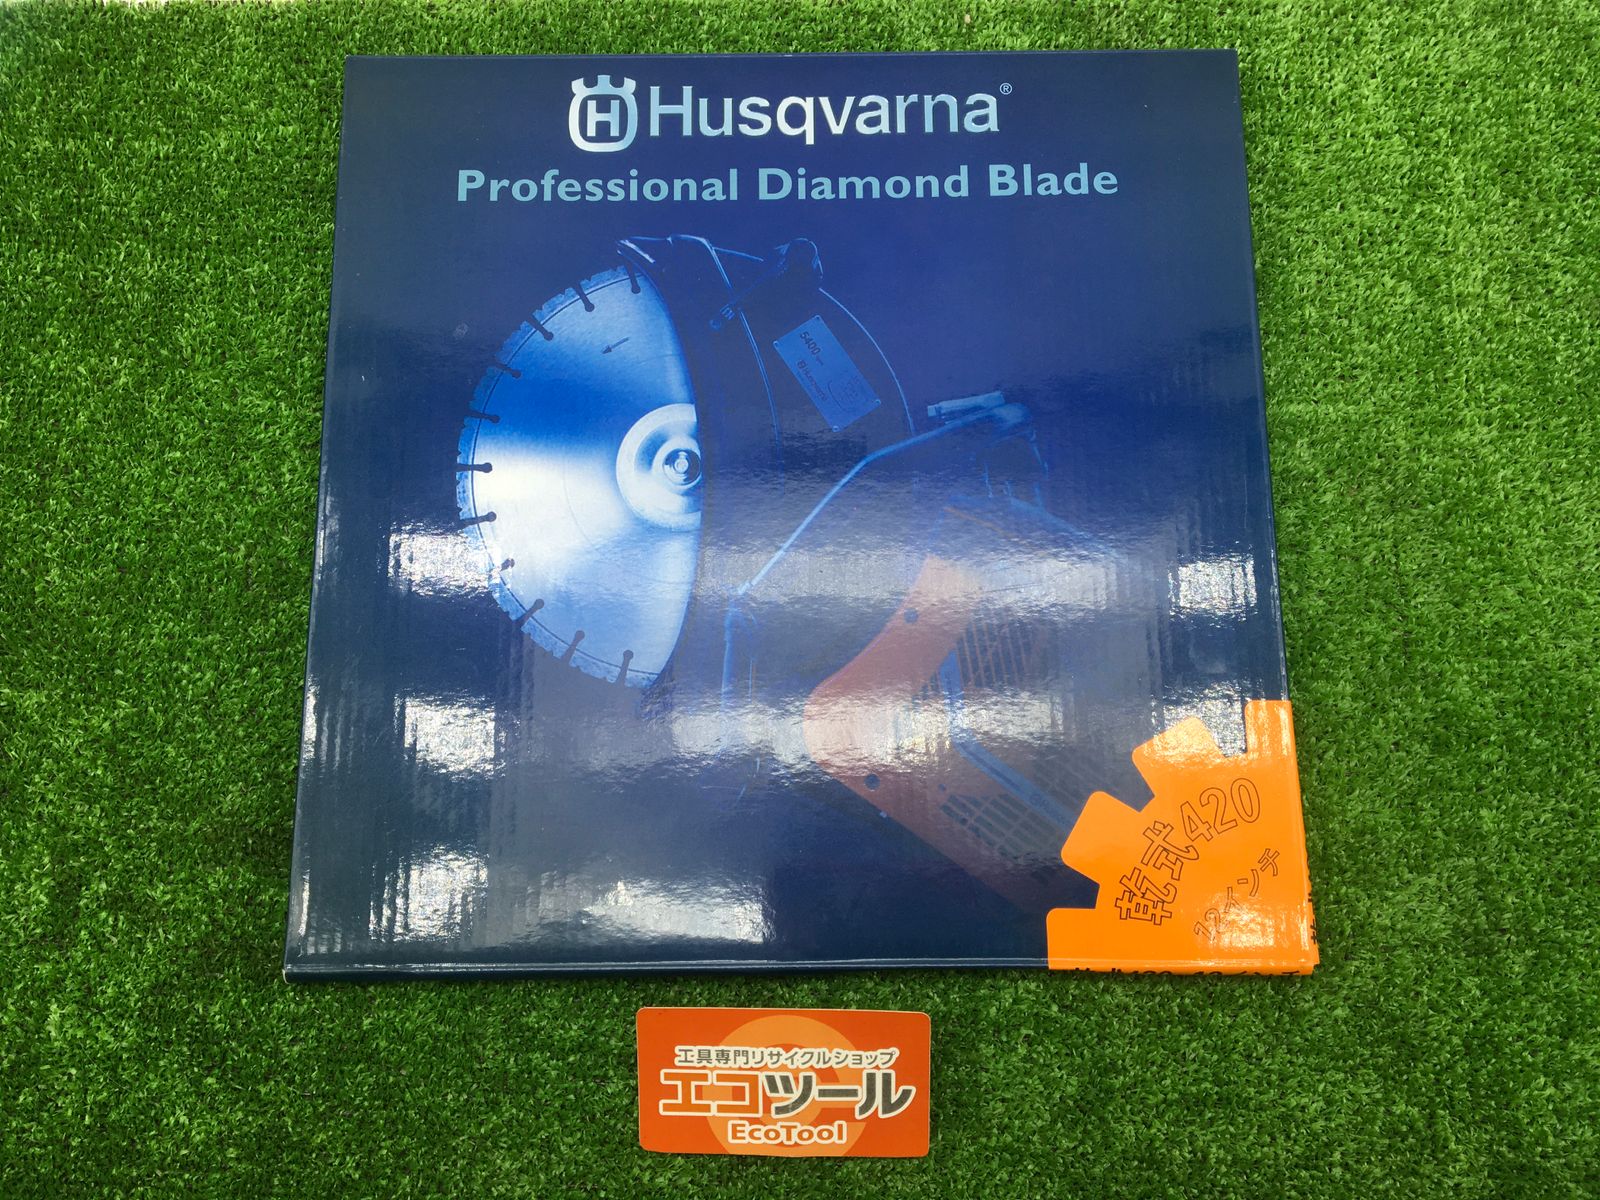 Husqvarna®
Professional Diamond Blade
5400
乾式420
12インチ
工具専門リサイクルショップ
エコツール
EcoTool